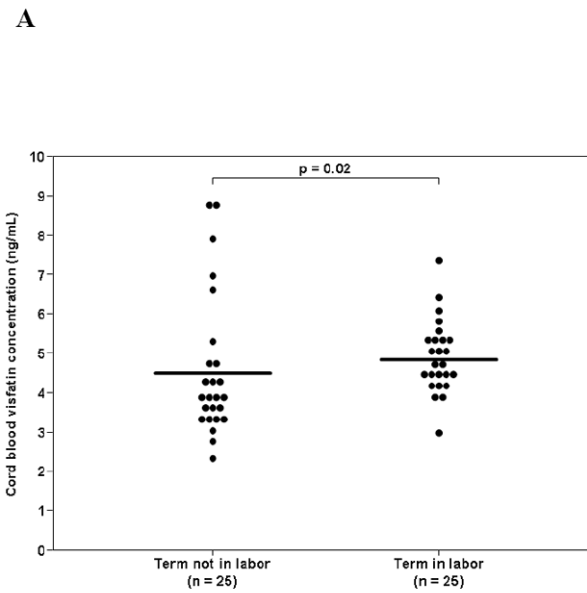 A
10
p = 0.02
9
8
7
6
5
4
3
2
1
0
Cord blood visfatin concentration (ng/mL)
Term not in labor
(n = 25)
Term in labor
(n = 25)